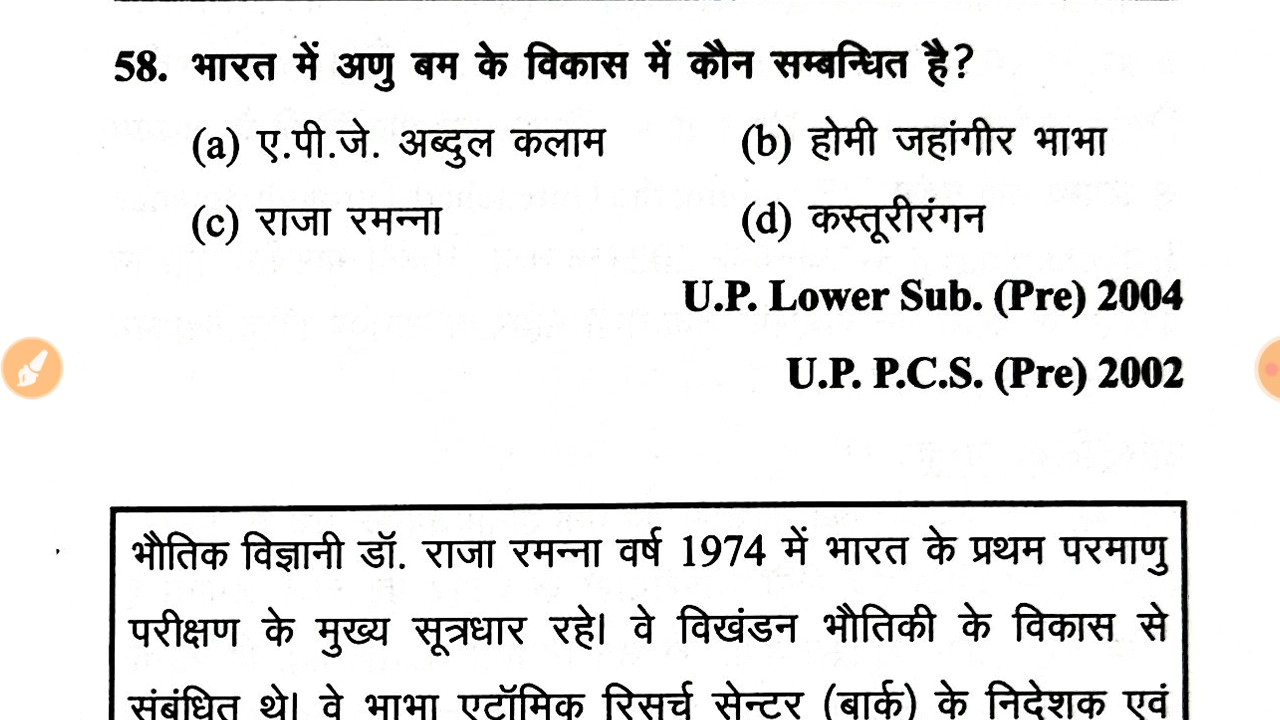 58. भारत में अणु बम के विकास में कौन सम्बन्धित है?
(a) ए.पी.जे. अब्दुल कलाम (b) होमी जहांगीर भाभा
(c) राजा रमन्ना (d) कस्तूरीरंगन
U.P. Lower Sub. (Pre) 2004
U.P. P.C.S. (Pre) 2002
भौतिक विज्ञानी डॉ. राजा रमन्ना वर्ष 1974 में भारत के प्रथम परमाणु
परीक्षण के मुख्य सूत्रधार रहे। वे विखंडन भौतिकी के विकास से
संबंधित थे। वे भाभा एटॉमिक रिसर्च सेन्टर (बार्क) के निदेशक एवं